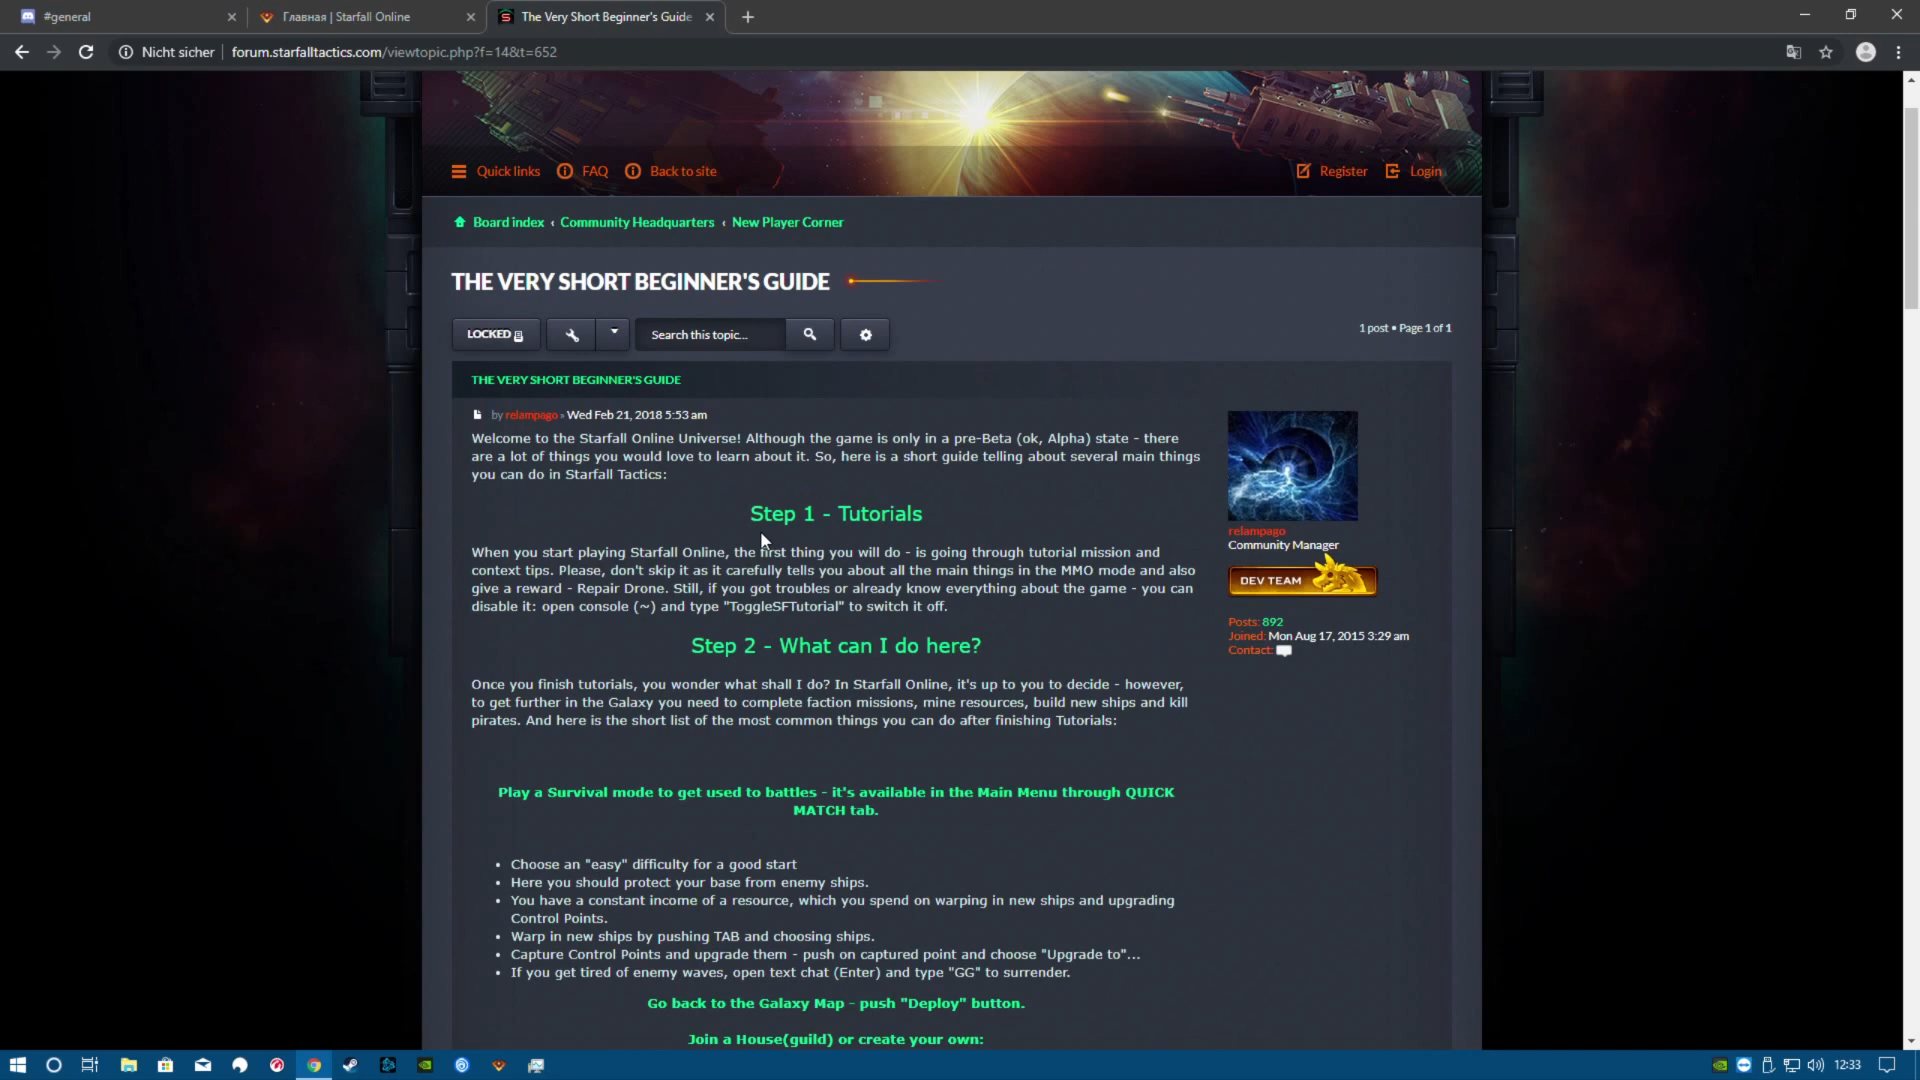 #general
Главная | Starfall Online
The Very Short Beginner's Guide
Nicht sicher
forum.starfalltactics.com/viewtopic.php?f=14&t=652
Quick links
FAQ
Back to site
Register
Login
Board index ‹ Community Headquarters ‹ New Player Corner
THE VERY SHORT BEGINNER'S GUIDE
LOCKED
Search this topic...
1 post • Page 1 of 1
THE VERY SHORT BEGINNER'S GUIDE
by relampago » Wed Feb 21, 2018 5:53 am
Welcome to the Starfall Online Universe! Although the game is only in a pre-Beta (ok, Alpha) state - there
are a lot of things you would love to learn about it. So, here is a short guide telling about several main things
you can do in Starfall Tactics:
Step 1 - Tutorials
When you start playing Starfall Online, the first thing you will do - is going through tutorial mission and
context tips. Please, don't skip it as it carefully tells you about all the main things in the MMO mode and also
give a reward - Repair Drone. Still, if you got troubles or already know everything about the game - you can
disable it: open console (~) and type "ToggleSFTutorial" to switch it off.
Step 2 - What can I do here?
Once you finish tutorials, you wonder what shall I do? In Starfall Online, it's up to you to decide - however,
to get further in the Galaxy you need to complete faction missions, mine resources, build new ships and kill
pirates. And here is the short list of the most common things you can do after finishing Tutorials:
Play a Survival mode to get used to battles - it's available in the Main Menu through QUICK
MATCH tab.
• Choose an "easy" difficulty for a good start
• Here you should protect your base from enemy ships.
• You have a constant income of a resource, which you spend on warping in new ships and upgrading
Control Points.
• Warp in new ships by pushing TAB and choosing ships.
• Capture Control Points and upgrade them - push on captured point and choose "Upgrade to"...
• If you get tired of enemy waves, open text chat (Enter) and type "GG" to surrender.
Go back to the Galaxy Map - push "Deploy" button.
Join a House(guild) or create your own:
relampago
Community Manager
DEV TEAM
Posts: 892
Joined: Mon Aug 17, 2015 3:29 am
Contact:
12:33